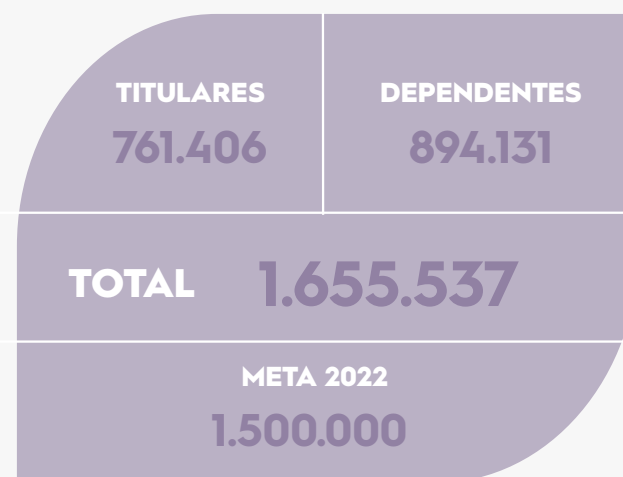 TITULARES
761.406
DEPENDENTES
894.131
TOTAL 1.655.537
META 2022
1.500.000